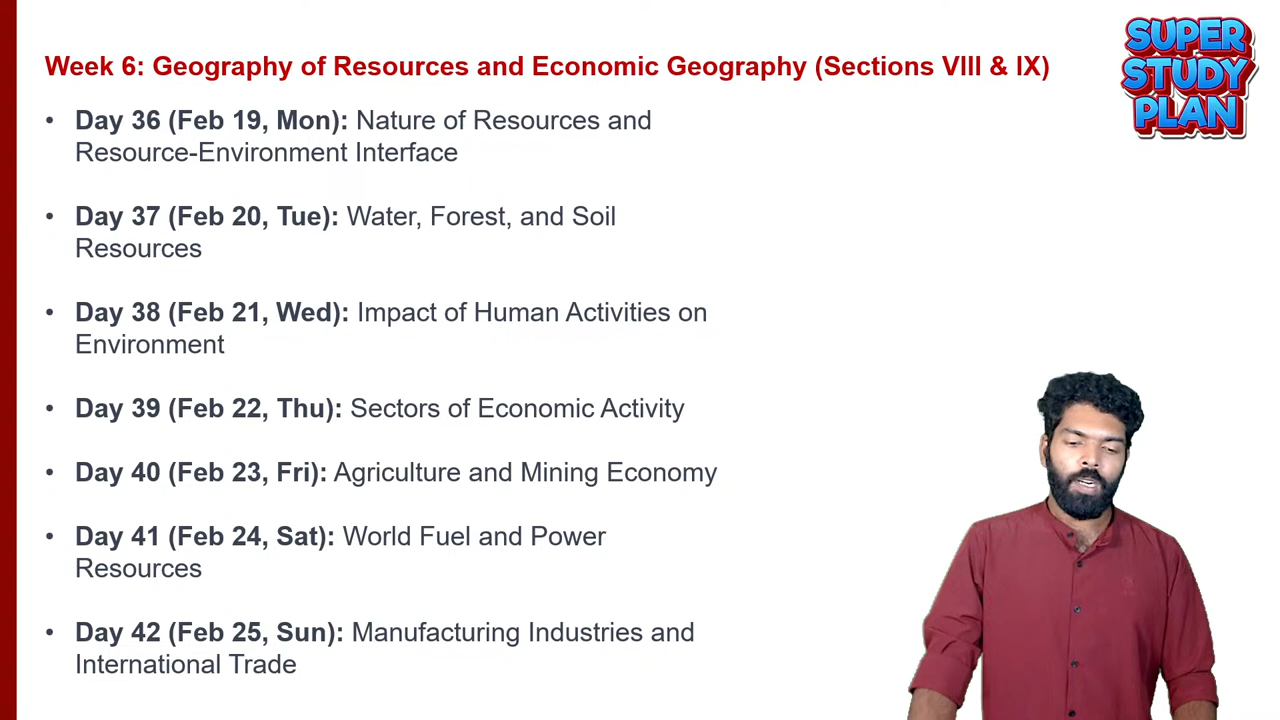 Week 6: Geography of Resources and Economic Geography (Sections VIII & IX)
SUPER
STUDY
PLAN
• Day 36 (Feb 19, Mon): Nature of Resources and
Resource-Environment Interface
• Day 37 (Feb 20, Tue): Water, Forest, and Soil
Resources
• Day 38 (Feb 21, Wed): Impact of Human Activities on
Environment
• Day 39 (Feb 22, Thu): Sectors of Economic Activity
• Day 40 (Feb 23, Fri): Agriculture and Mining Economy
• Day 41 (Feb 24, Sat): World Fuel and Power
Resources
• Day 42 (Feb 25, Sun): Manufacturing Industries and
International Trade